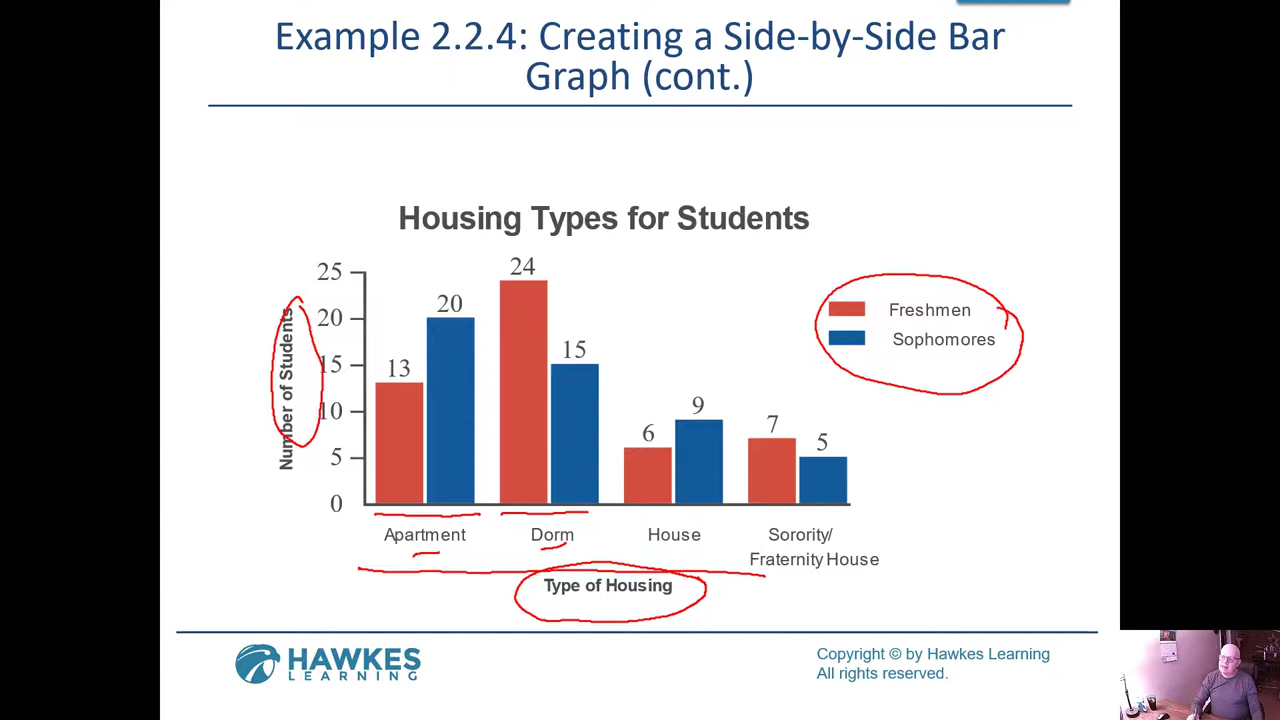 Example 2.2.4: Creating a Side-by-Side Bar
Graph (cont.)
Housing Types for Students
Number of Students
25
20
15
10
5
0
13
20
24
15
6
9
7
5
Freshmen
Sophomores
Apartment
Dorm
House
Sorority/
Fraternity House
Type of Housing
HAWKES
LEARNING
Copyright © by Hawkes Learning
All rights reserved.